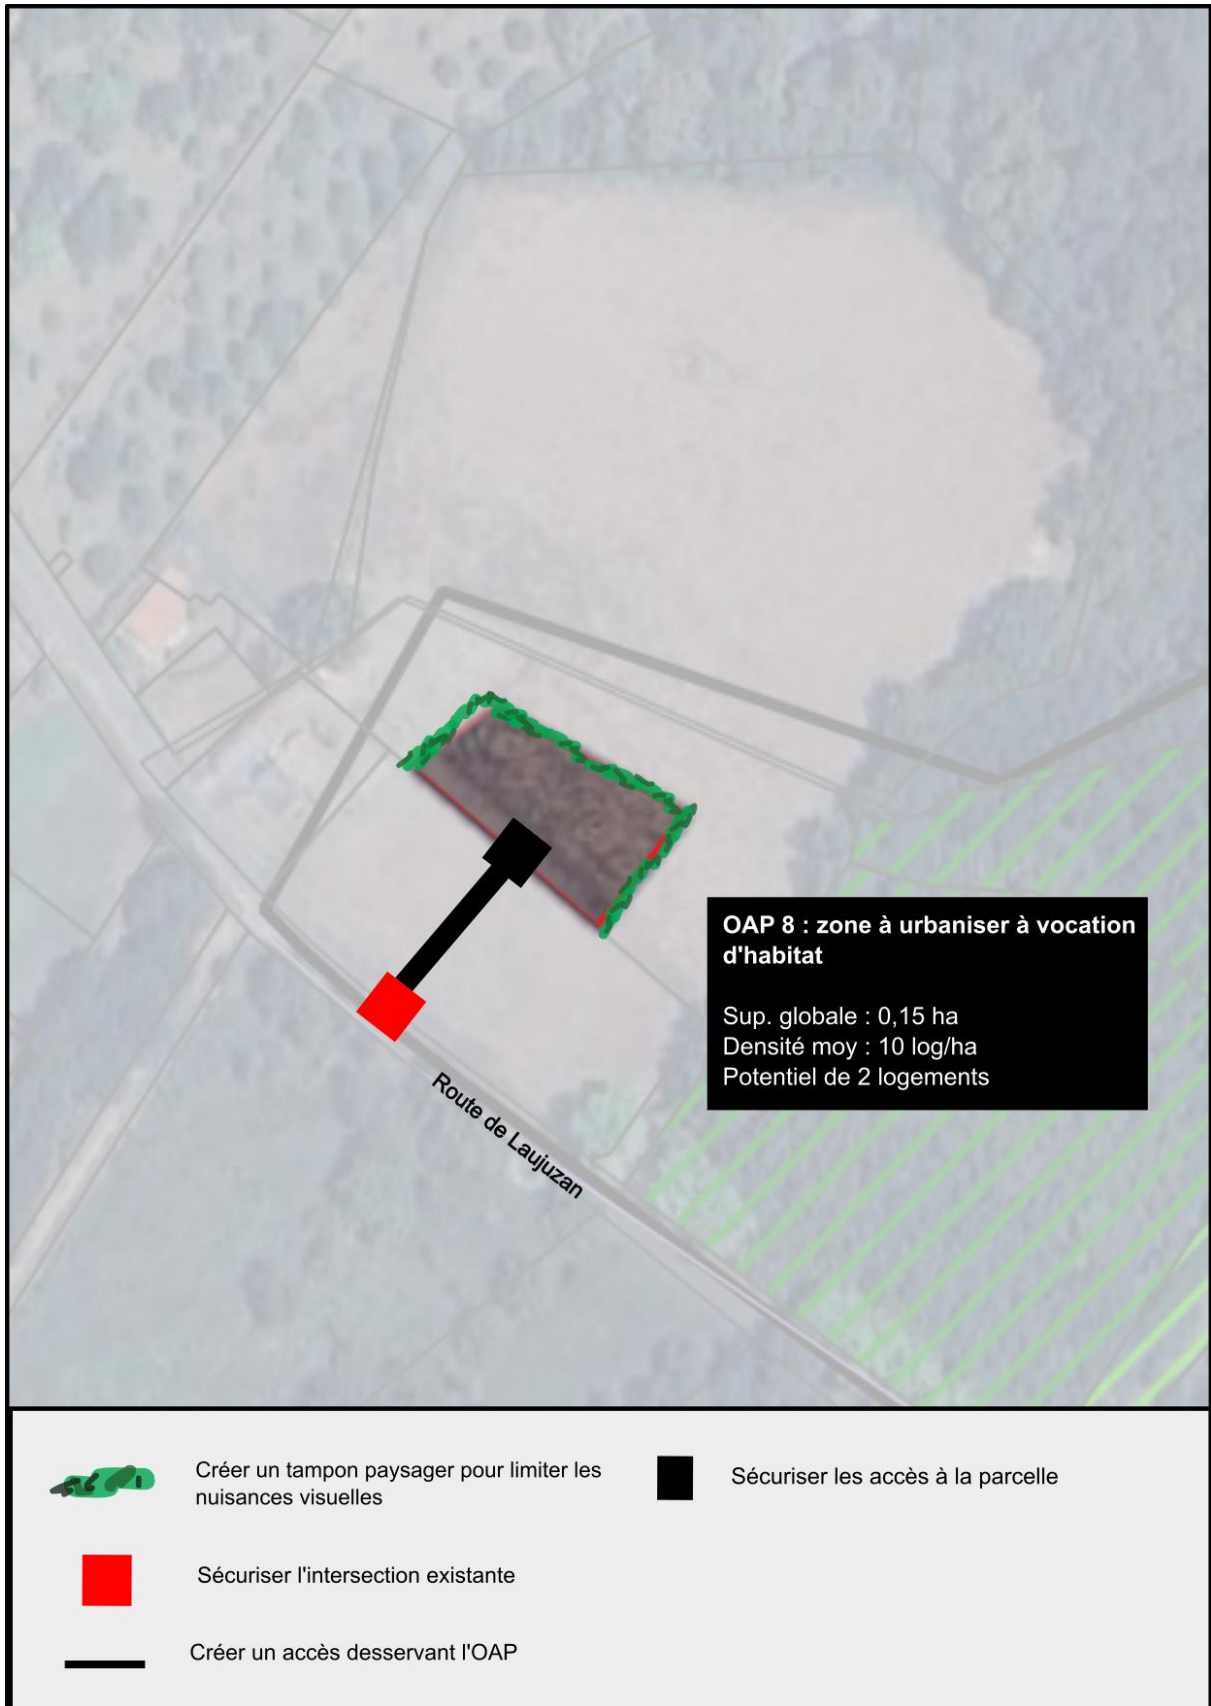 OAP 8 : zone à urbaniser à vocation
d'habitat
Sup. globale : 0,15 ha
Densité moy : 10 log/ha
Potentiel de 2 logements
Route de Laujuzan
Créer un tampon paysager pour limiter les
nuisances visuelles
Sécuriser les accès à la parcelle
Sécuriser l'intersection existante
Créer un accès desservant l'OAP